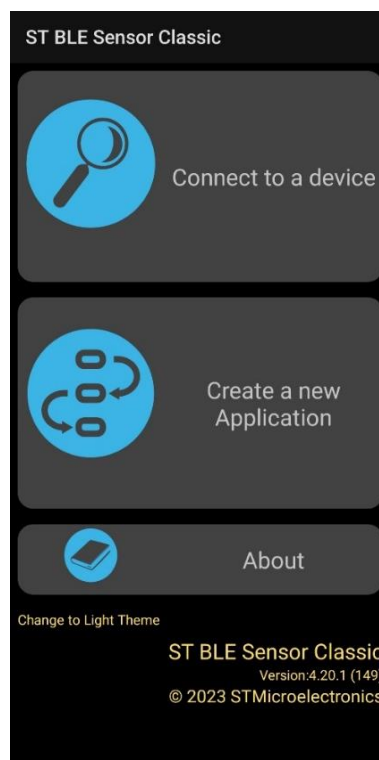 ST BLE Sensor Classic
Connect to a device
Create a new
Application
About
Change to Light Theme
ST BLE Sensor Classic
Version:4.20.1 (149)
© 2023 STMicroelectronics